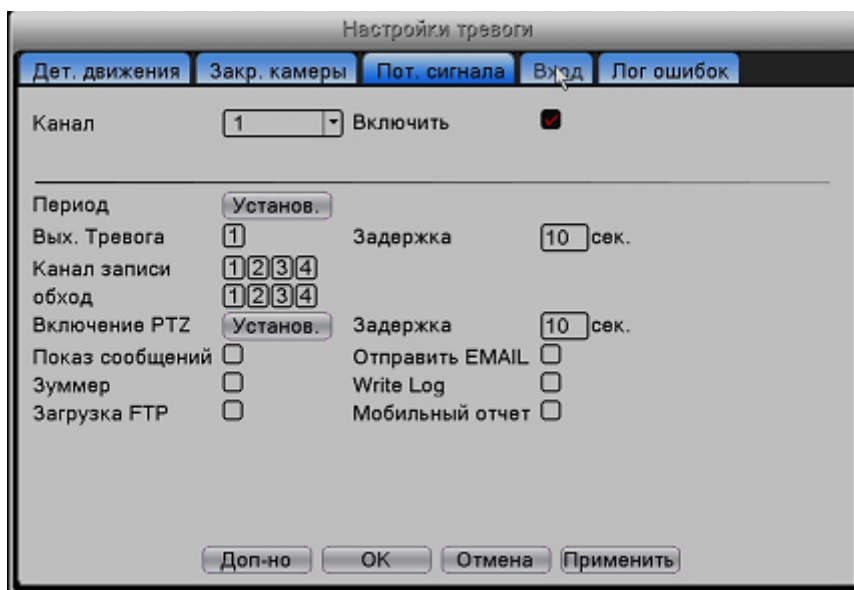 Настройки тревоги
Дет. движения Закр. камеры Пот. сигнала Вход Лог ошибок
Канал 1 Включить
Период Установ.
Вых. Тревога 1 Задержка 10 сек.
Канал записи 1 2 3 4
обход 1 2 3 4
Включение PTZ Установ. Задержка 10 сек.
Показ сообщений Отправить EMAIL
Зуммер Write Log
Загрузка FTP Мобильный отчет
Доп-но OK Отмена Применить